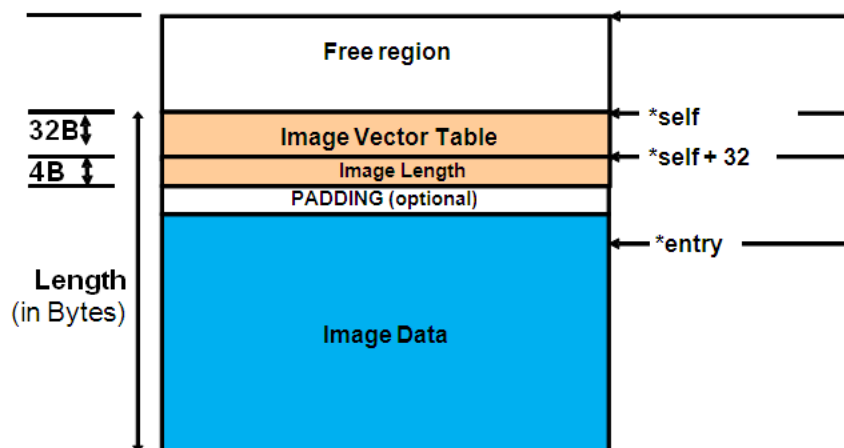 Free region
*self
32B
Image Vector Table
*self + 32
4B
Image Length
PADDING (optional)
*entry
Length
(in Bytes)
Image Data